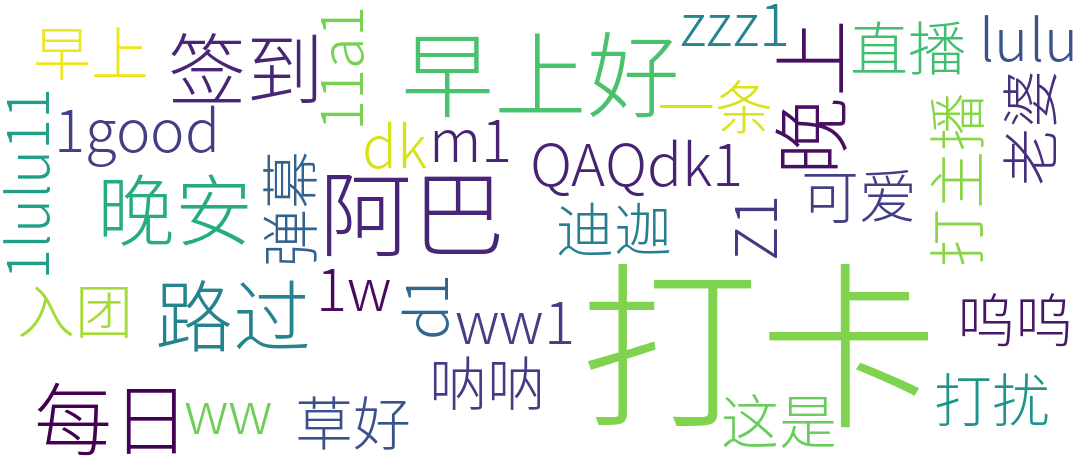 早上
签到
11a1
早上好
zzz1
晚上
直播
lulu
1lulu11
1good
dk
m1
一条
QAQdk1
打主播
老婆
晚安
弹幕
阿巴
迪迦
z1
可爱
入团
路过
1w
d1
ww1
打卡
呜呜
每日
ww
草好
呐呐
这是
打扰